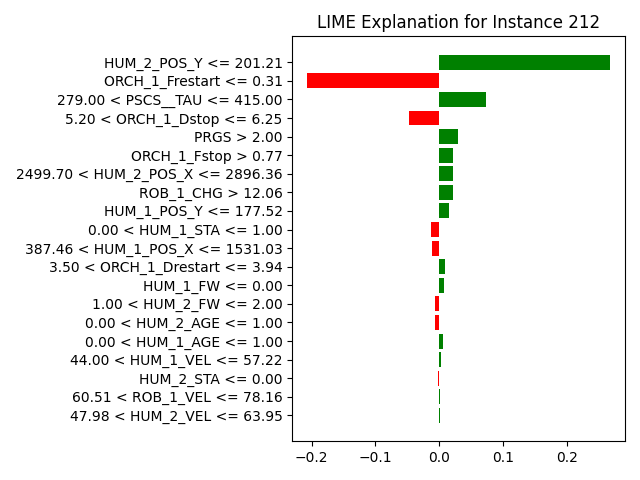 LIME Explanation for Instance 212
HUM_2_POS_Y <= 201.21
ORCH_1_Frestart <= 0.31
279.00 < PSCS__TAU <= 415.00
5.20 < ORCH_1_Dstop <= 6.25
PRGS > 2.00
ORCH_1_Fstop > 0.77
2499.70 < HUM_2_POS_X <= 2896.36
ROB_1_CHG > 12.06
HUM_1_POS_Y <= 177.52
0.00 < HUM_1_STA <= 1.00
387.46 < HUM_1_POS_X <= 1531.03
3.50 < ORCH_1_Drestart <= 3.94
HUM_1_FW <= 0.00
1.00 < HUM_2_FW <= 2.00
0.00 < HUM_2_AGE <= 1.00
0.00 < HUM_1_AGE <= 1.00
44.00 < HUM_1_VEL <= 57.22
HUM_2_STA <= 0.00
60.51 < ROB_1_VEL <= 78.16
47.98 < HUM_2_VEL <= 63.95
−0.2 −0.1 0.0 0.1 0.2